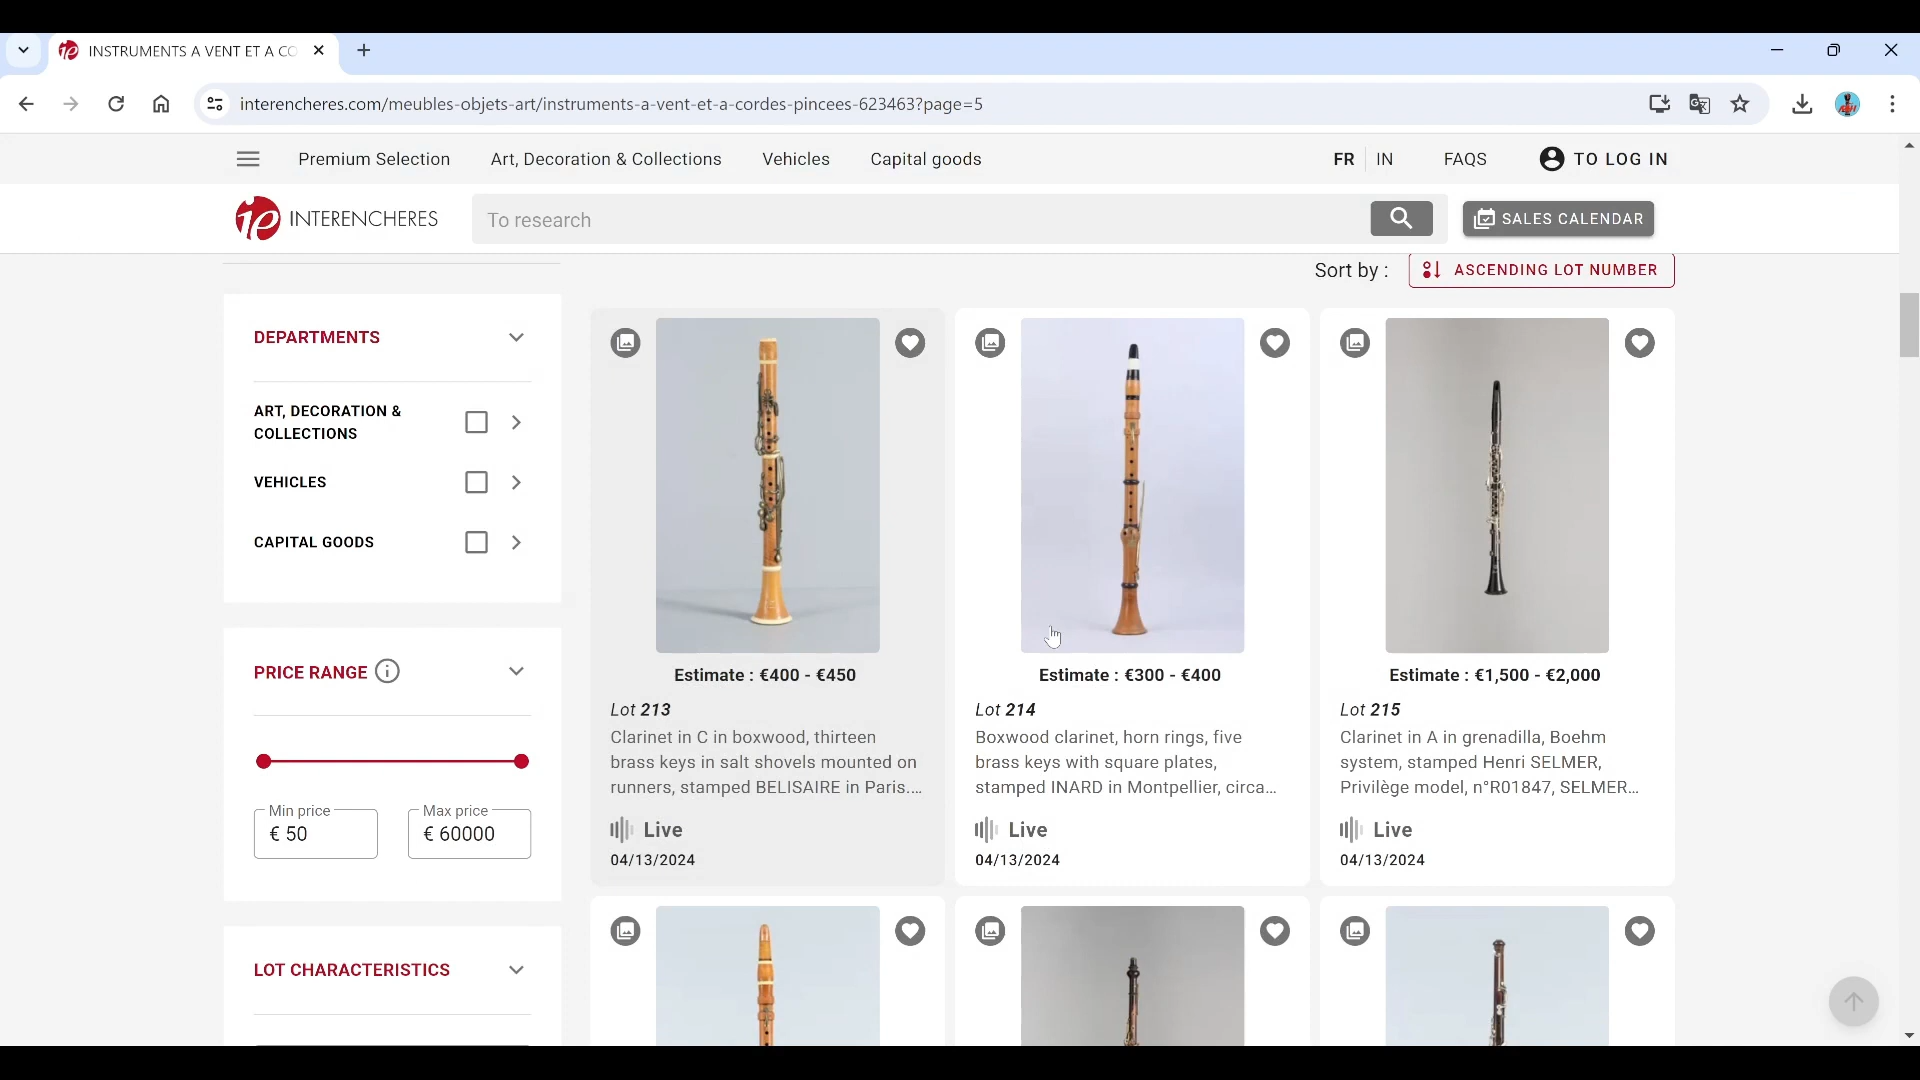 INSTRUMENTS A VENT ET A CO
interencheres.com/meubles-objets-art/instruments-a-vent-et-a-cordes-pincees-623463?page=5
Premium Selection Art, Decoration & Collections Vehicles Capital goods FR IN FAQS TO LOG IN
INTERENCHERES To research SALES CALENDAR
Sort by : ASCENDING LOT NUMBER
DEPARTMENTS
ART, DECORATION &
COLLECTIONS
VEHICLES
CAPITAL GOODS
PRICE RANGE
Min price
€ 50
Max price
€ 60000
LOT CHARACTERISTICS
Estimate : €400 - €450
Lot 213
Clarinet in C in boxwood, thirteen
brass keys in salt shovels mounted on
runners, stamped BELISAIRE in Paris....
Live
04/13/2024
Estimate : €300 - €400
Lot 214
Boxwood clarinet, horn rings, five
brass keys with square plates,
stamped INARD in Montpellier, circa...
Live
04/13/2024
Estimate : €1,500 - €2,000
Lot 215
Clarinet in A in grenadilla, Boehm
system, stamped Henri SELMER,
Privilège model, n°R01847, SELMER...
Live
04/13/2024